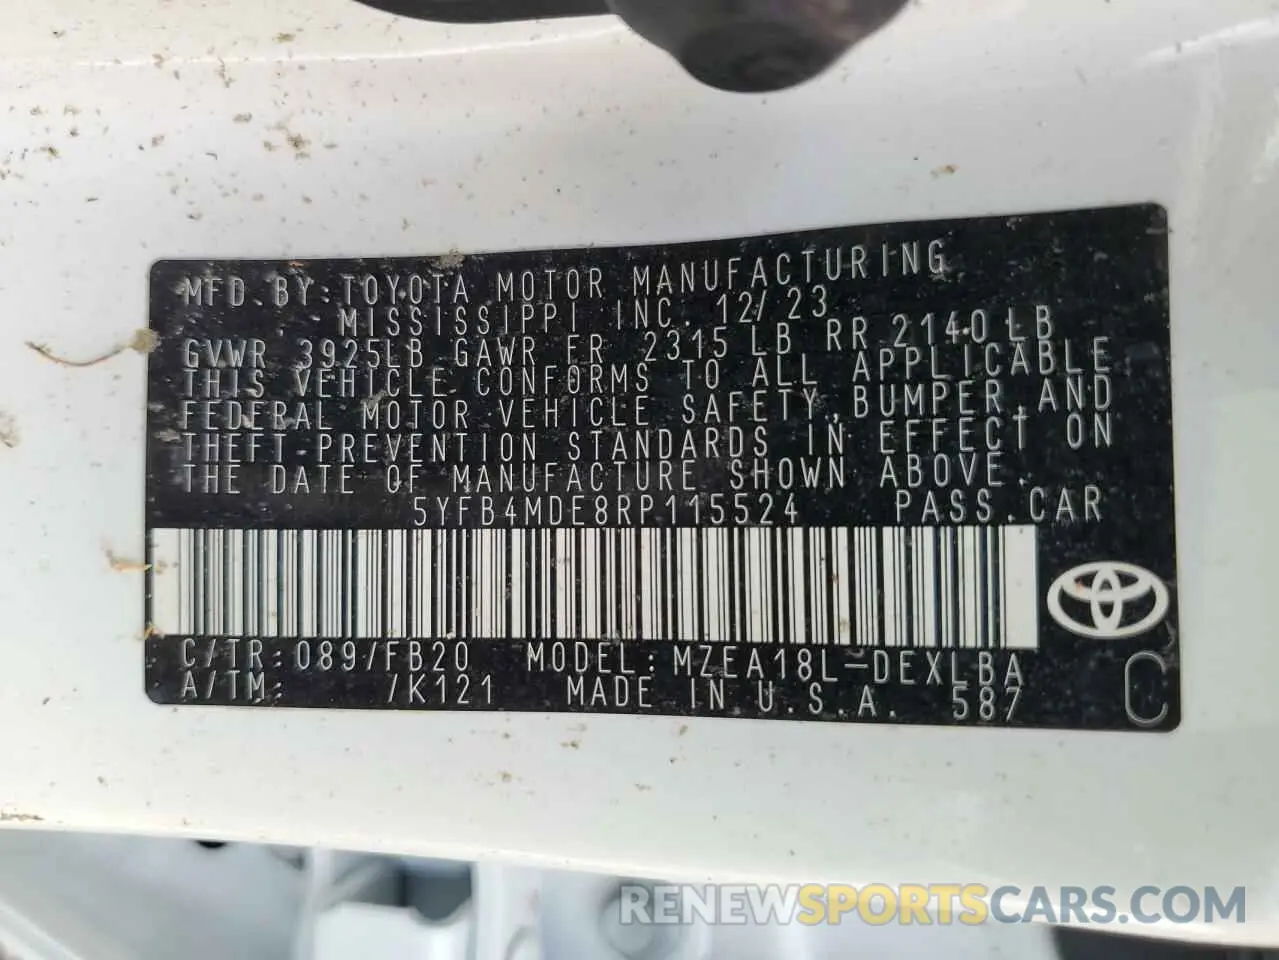 MFD. BY: TOYOTA MOTOR MANUFACTURING
MISSISSIPPI INC. 12/23
GVWR 3925LB GAWR FR 2315 LB RR 2140 LB
THIS VEHICLE CONFORMS TO ALL APPLICABLE
FEDERAL MOTOR VEHICLE SAFETY, BUMPER, AND
THEFT PREVENTION STANDARDS IN EFFECT ON
THE DATE OF MANUFACTURE SHOWN ABOVE.
5YFB4MDE8RP115524 PASS. CAR
C/TR: 089/FB20 MODEL: MZEA18L-DEXLBA
A/TM: /K121 MADE IN U.S.A. 587
C
RENEWSPORTSCARS.COM